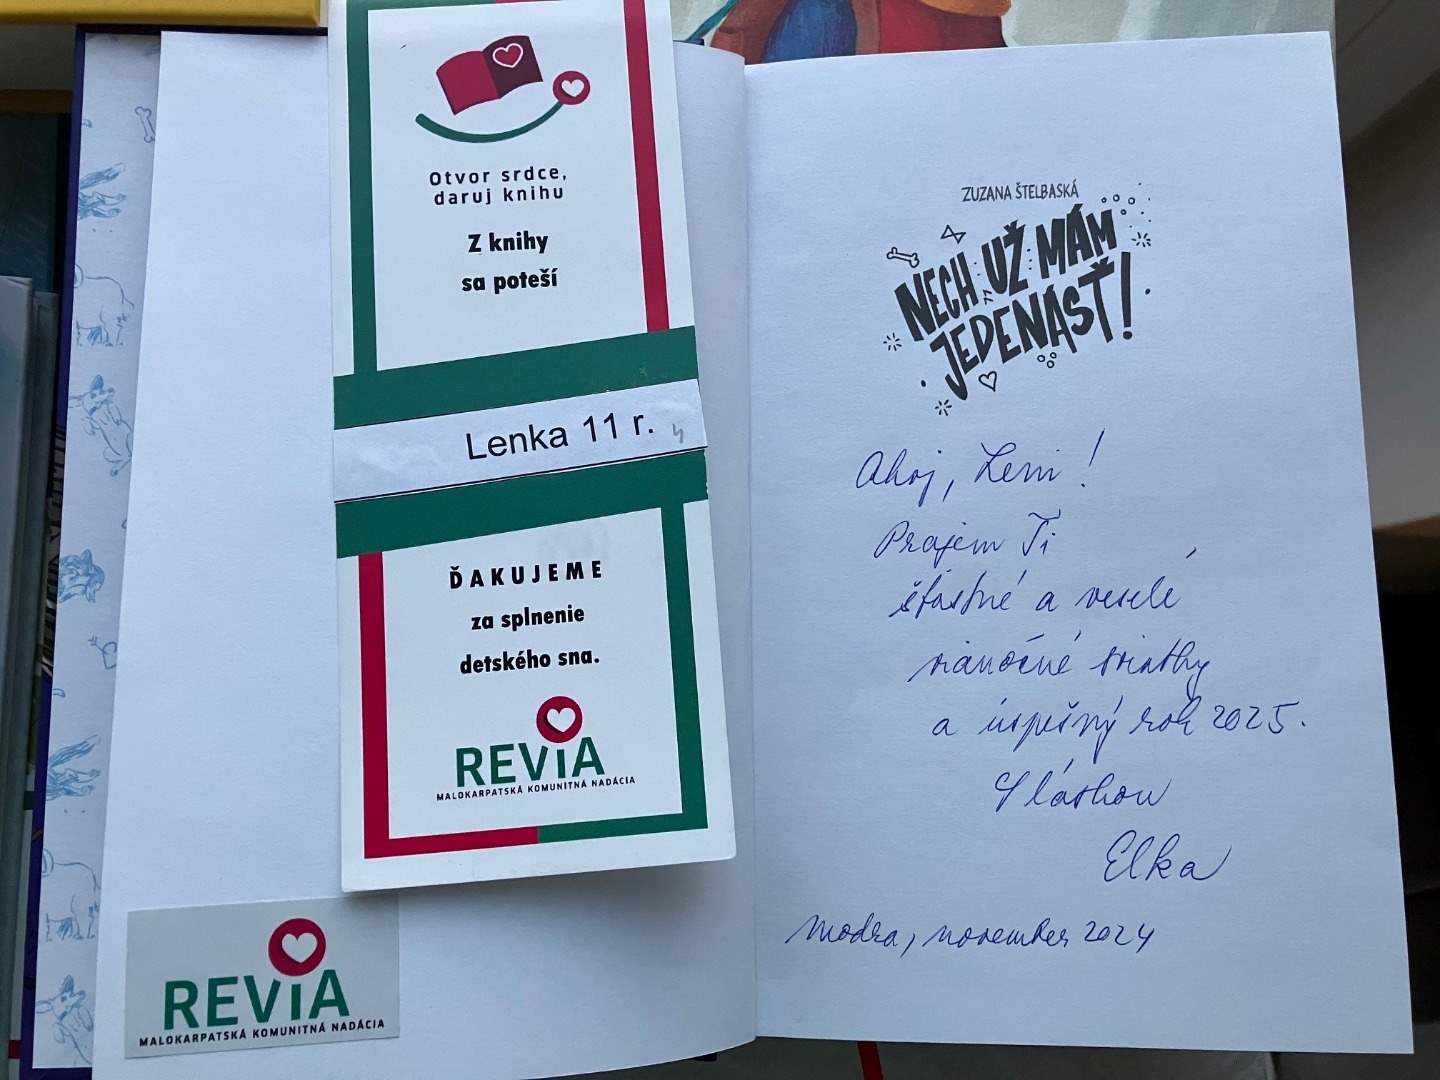 Otvor srdce,
daruj knihu
Z knihy
sa poteší
Lenka 11 r.
ĎAKUJEME
za splnenie
detského sna.
REViA
MALOKARPATSKÁ KOMUNITNÁ NADÁCIA
REViA
MALOKARPATSKÁ KOMUNITNÁ NADÁCIA
ZUZANA ŠTELBASKÁ
NECH UŽ MÁM
JEDENÁSŤ!
Ahoj, Leni!
Prajem Ti
šťastné a veselé
vianočné sviatky
a úspešný rok 2025.
S láskou
Elka
Modra, november 2024